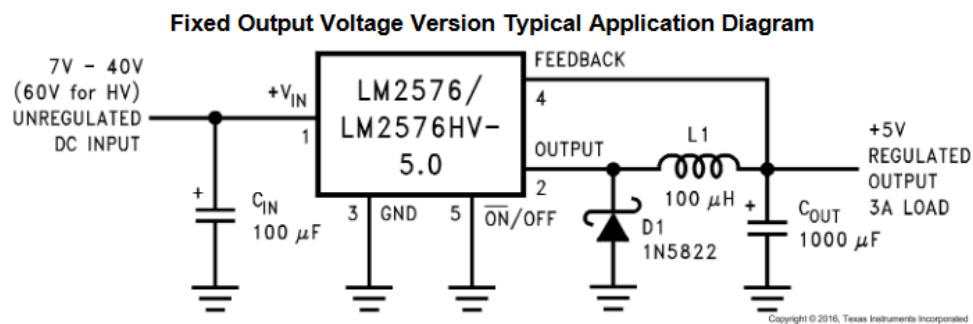 Fixed Output Voltage Version Typical Application Diagram
7V – 40V
(60V for HV)
UNREGULATED
DC INPUT
+VIN
1
LM2576/
LM2576HV–
5.0
FEEDBACK
4
OUTPUT
2
3
GND
5
ON/OFF
+
CIN
100 μF
L1
100 μH
D1
1N5822
+
COUT
1000 μF
+5V
REGULATED
OUTPUT
3A LOAD
Copyright © 2016, Texas Instruments Incorporated